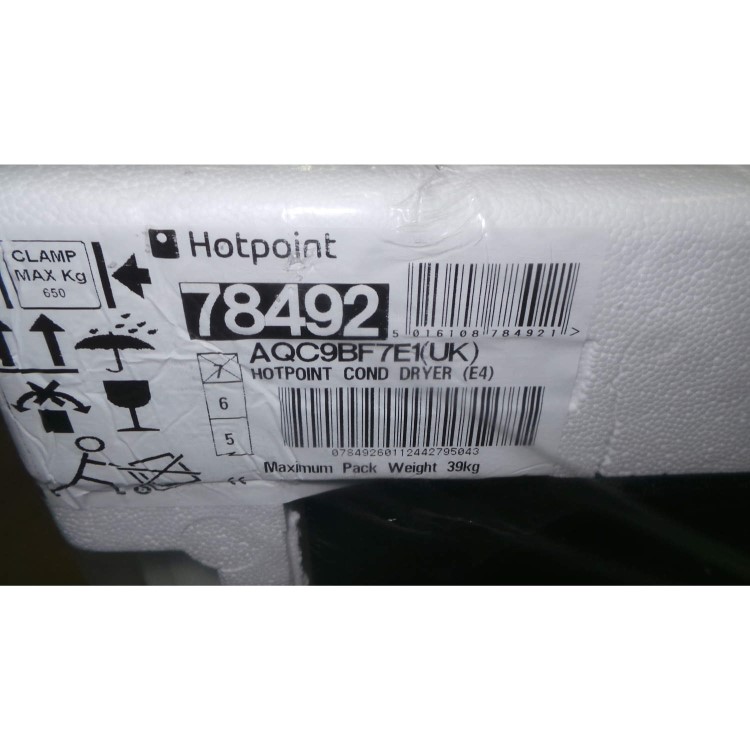 CLAMP
MAX Kg
650
Hotpoint
78492
5 016108 784921 >
AQC9BF7E1(UK)
HOTPOINT COND DRYER (E4)
7
6
5
07849260112442795043
Maximum Pack Weight 39kg